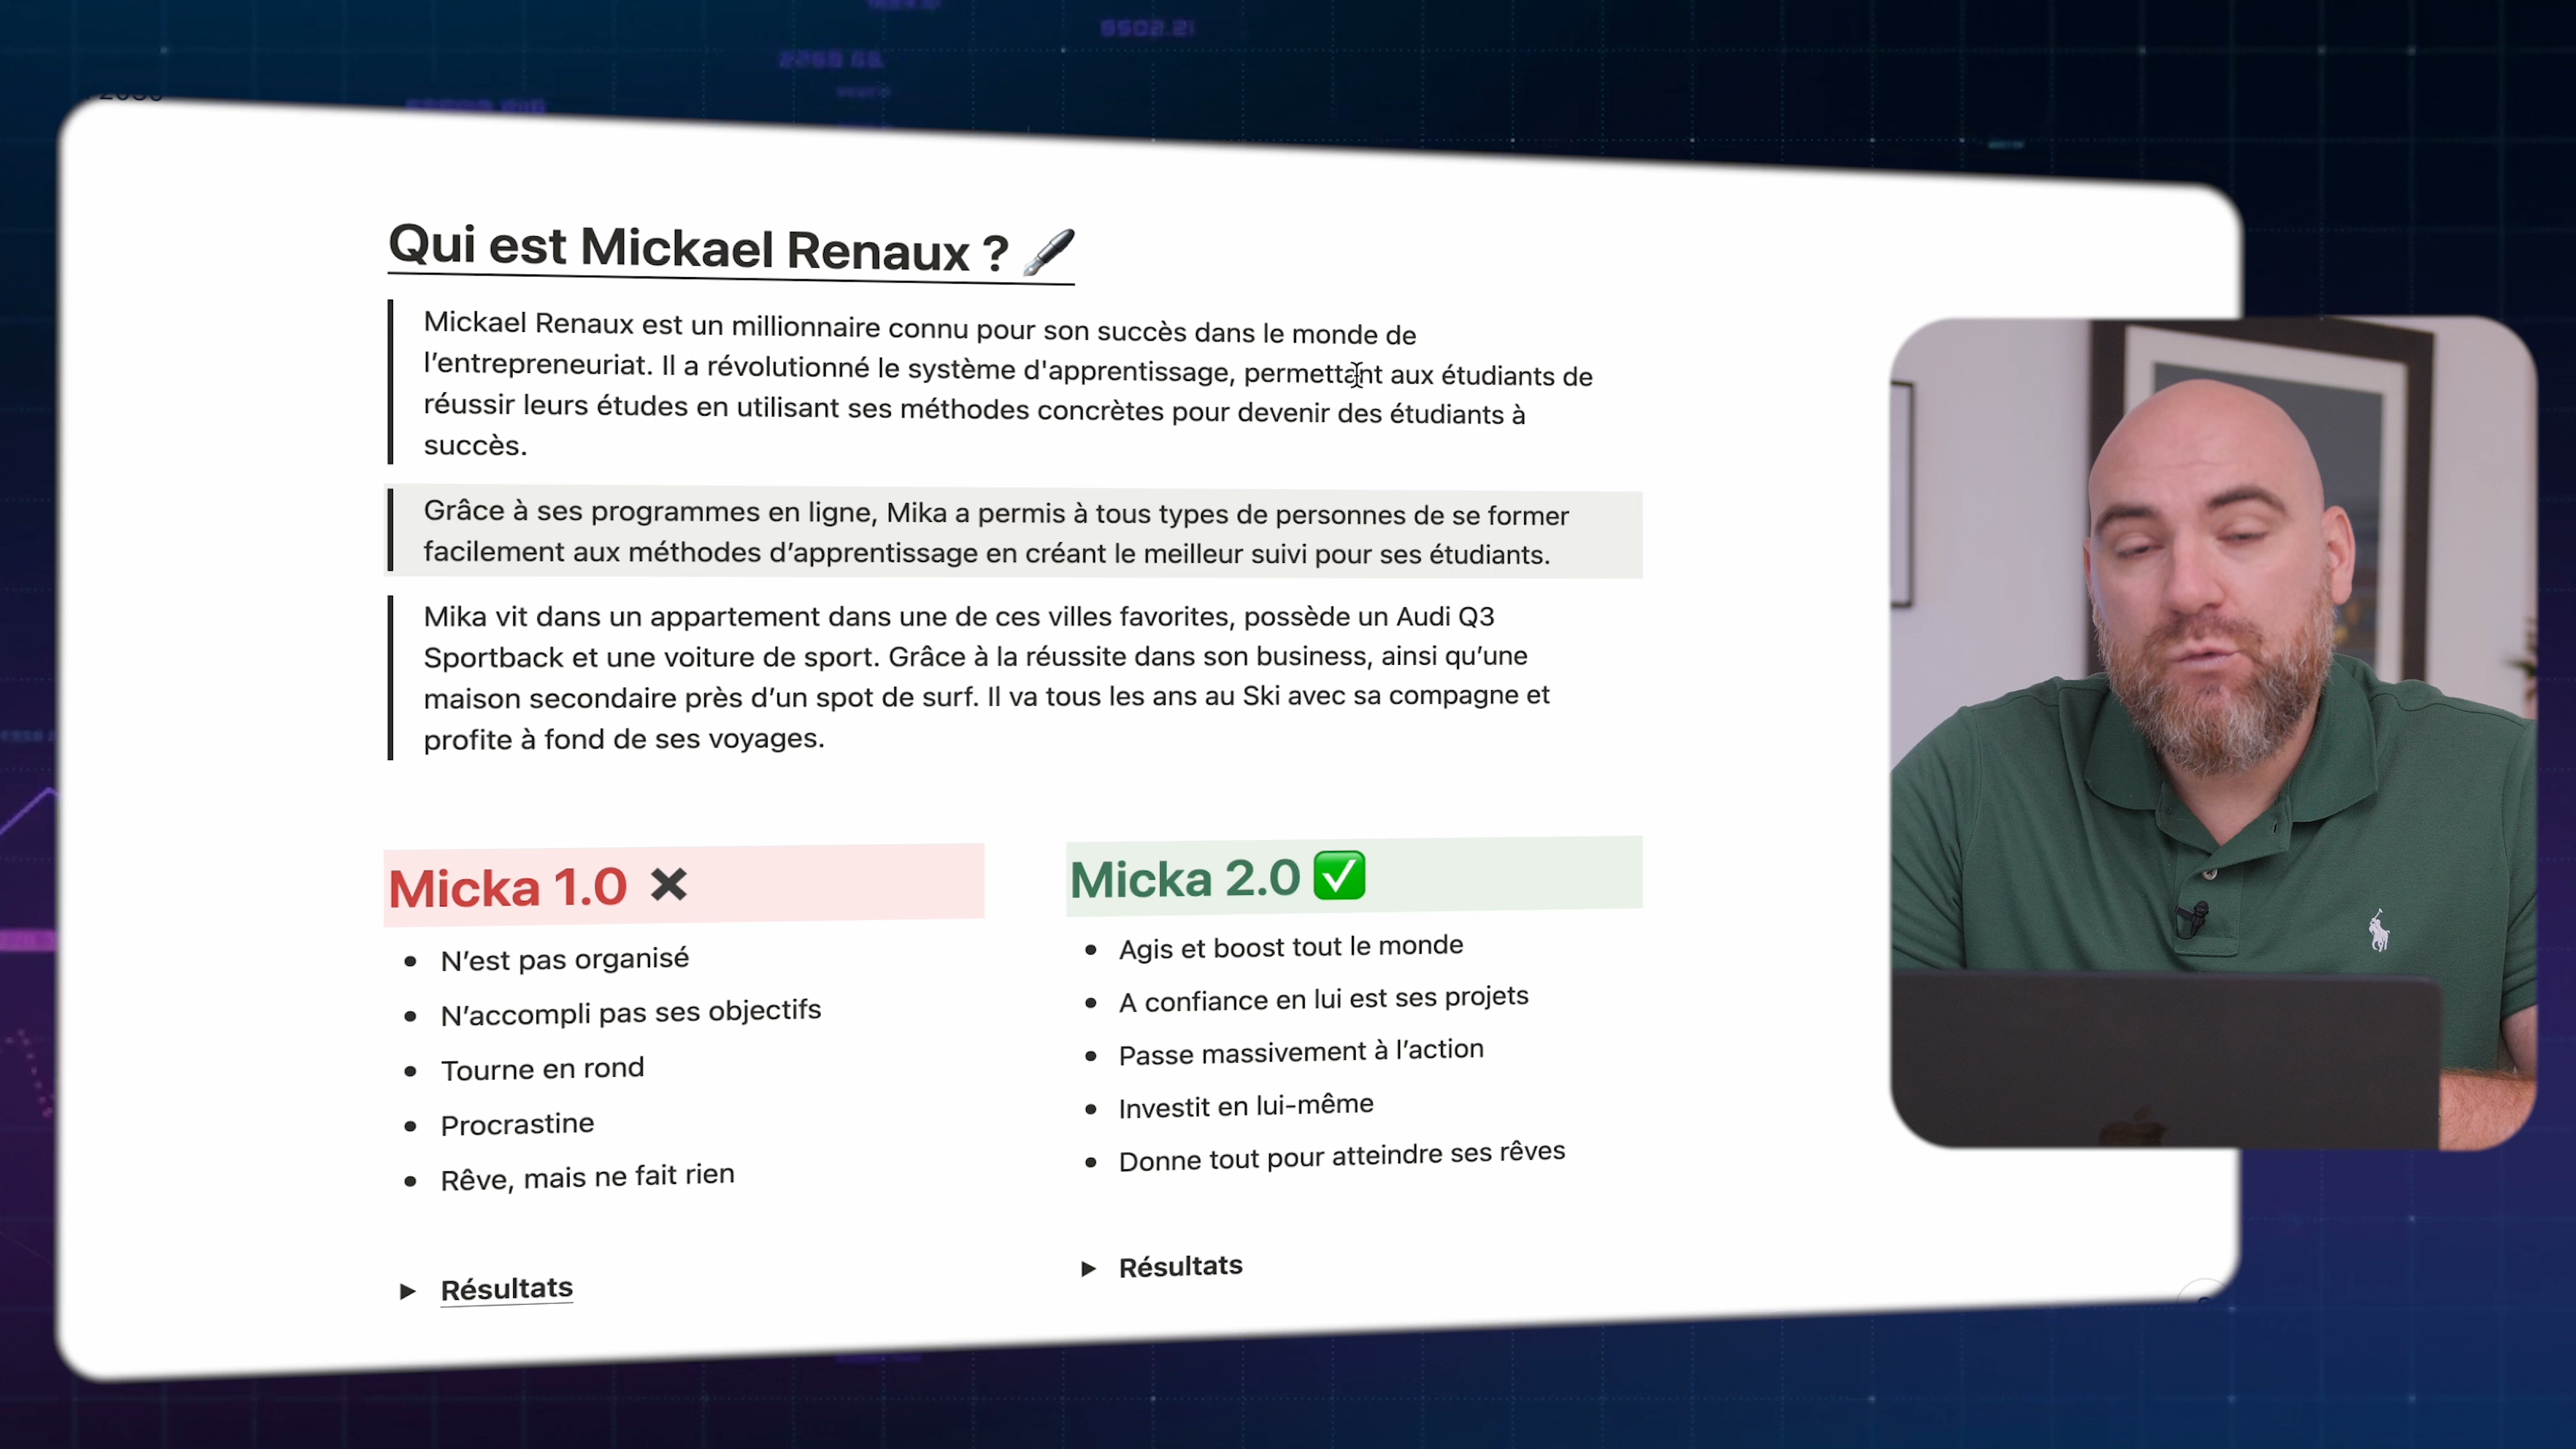 Qui est Mickael Renaux ?
Mickael Renaux est un millionnaire connu pour son succès dans le monde de
l'entrepreneuriat. Il a révolutionné le système d'apprentissage, permettant aux étudiants de
réussir leurs études en utilisant ses méthodes concrètes pour devenir des étudiants à
succès.
Grâce à ses programmes en ligne, Mika a permis à tous types de personnes de se former
facilement aux méthodes d'apprentissage en créant le meilleur suivi pour ses étudiants.
Mika vit dans un appartement dans une de ces villes favorites, possède un Audi Q3
Sportback et une voiture de sport. Grâce à la réussite dans son business, ainsi qu'une
maison secondaire près d'un spot de surf. Il va tous les ans au Ski avec sa compagne et
profite à fond de ses voyages.
Micka 1.0
N'est pas organisé
N'accompli pas ses objectifs
Tourne en rond
Procrastine
Rêve, mais ne fait rien
Résultats
Micka 2.0
Agis et boost tout le monde
A confiance en lui est ses projets
Passe massivement à l'action
Investit en lui-même
Donne tout pour atteindre ses rêves
Résultats